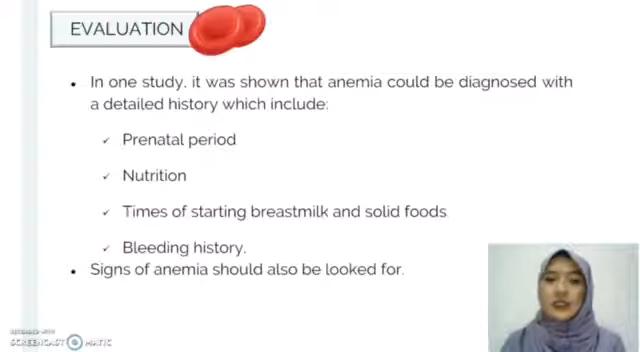 EVALUATION
• In one study, it was shown that anemia could be diagnosed with
a detailed history which include:
✓ Prenatal period
✓ Nutrition
✓ Times of starting breastmilk and solid foods
✓ Bleeding history.
• Signs of anemia should also be looked for.
RECORDED WITH
SCREENCAST MATIC